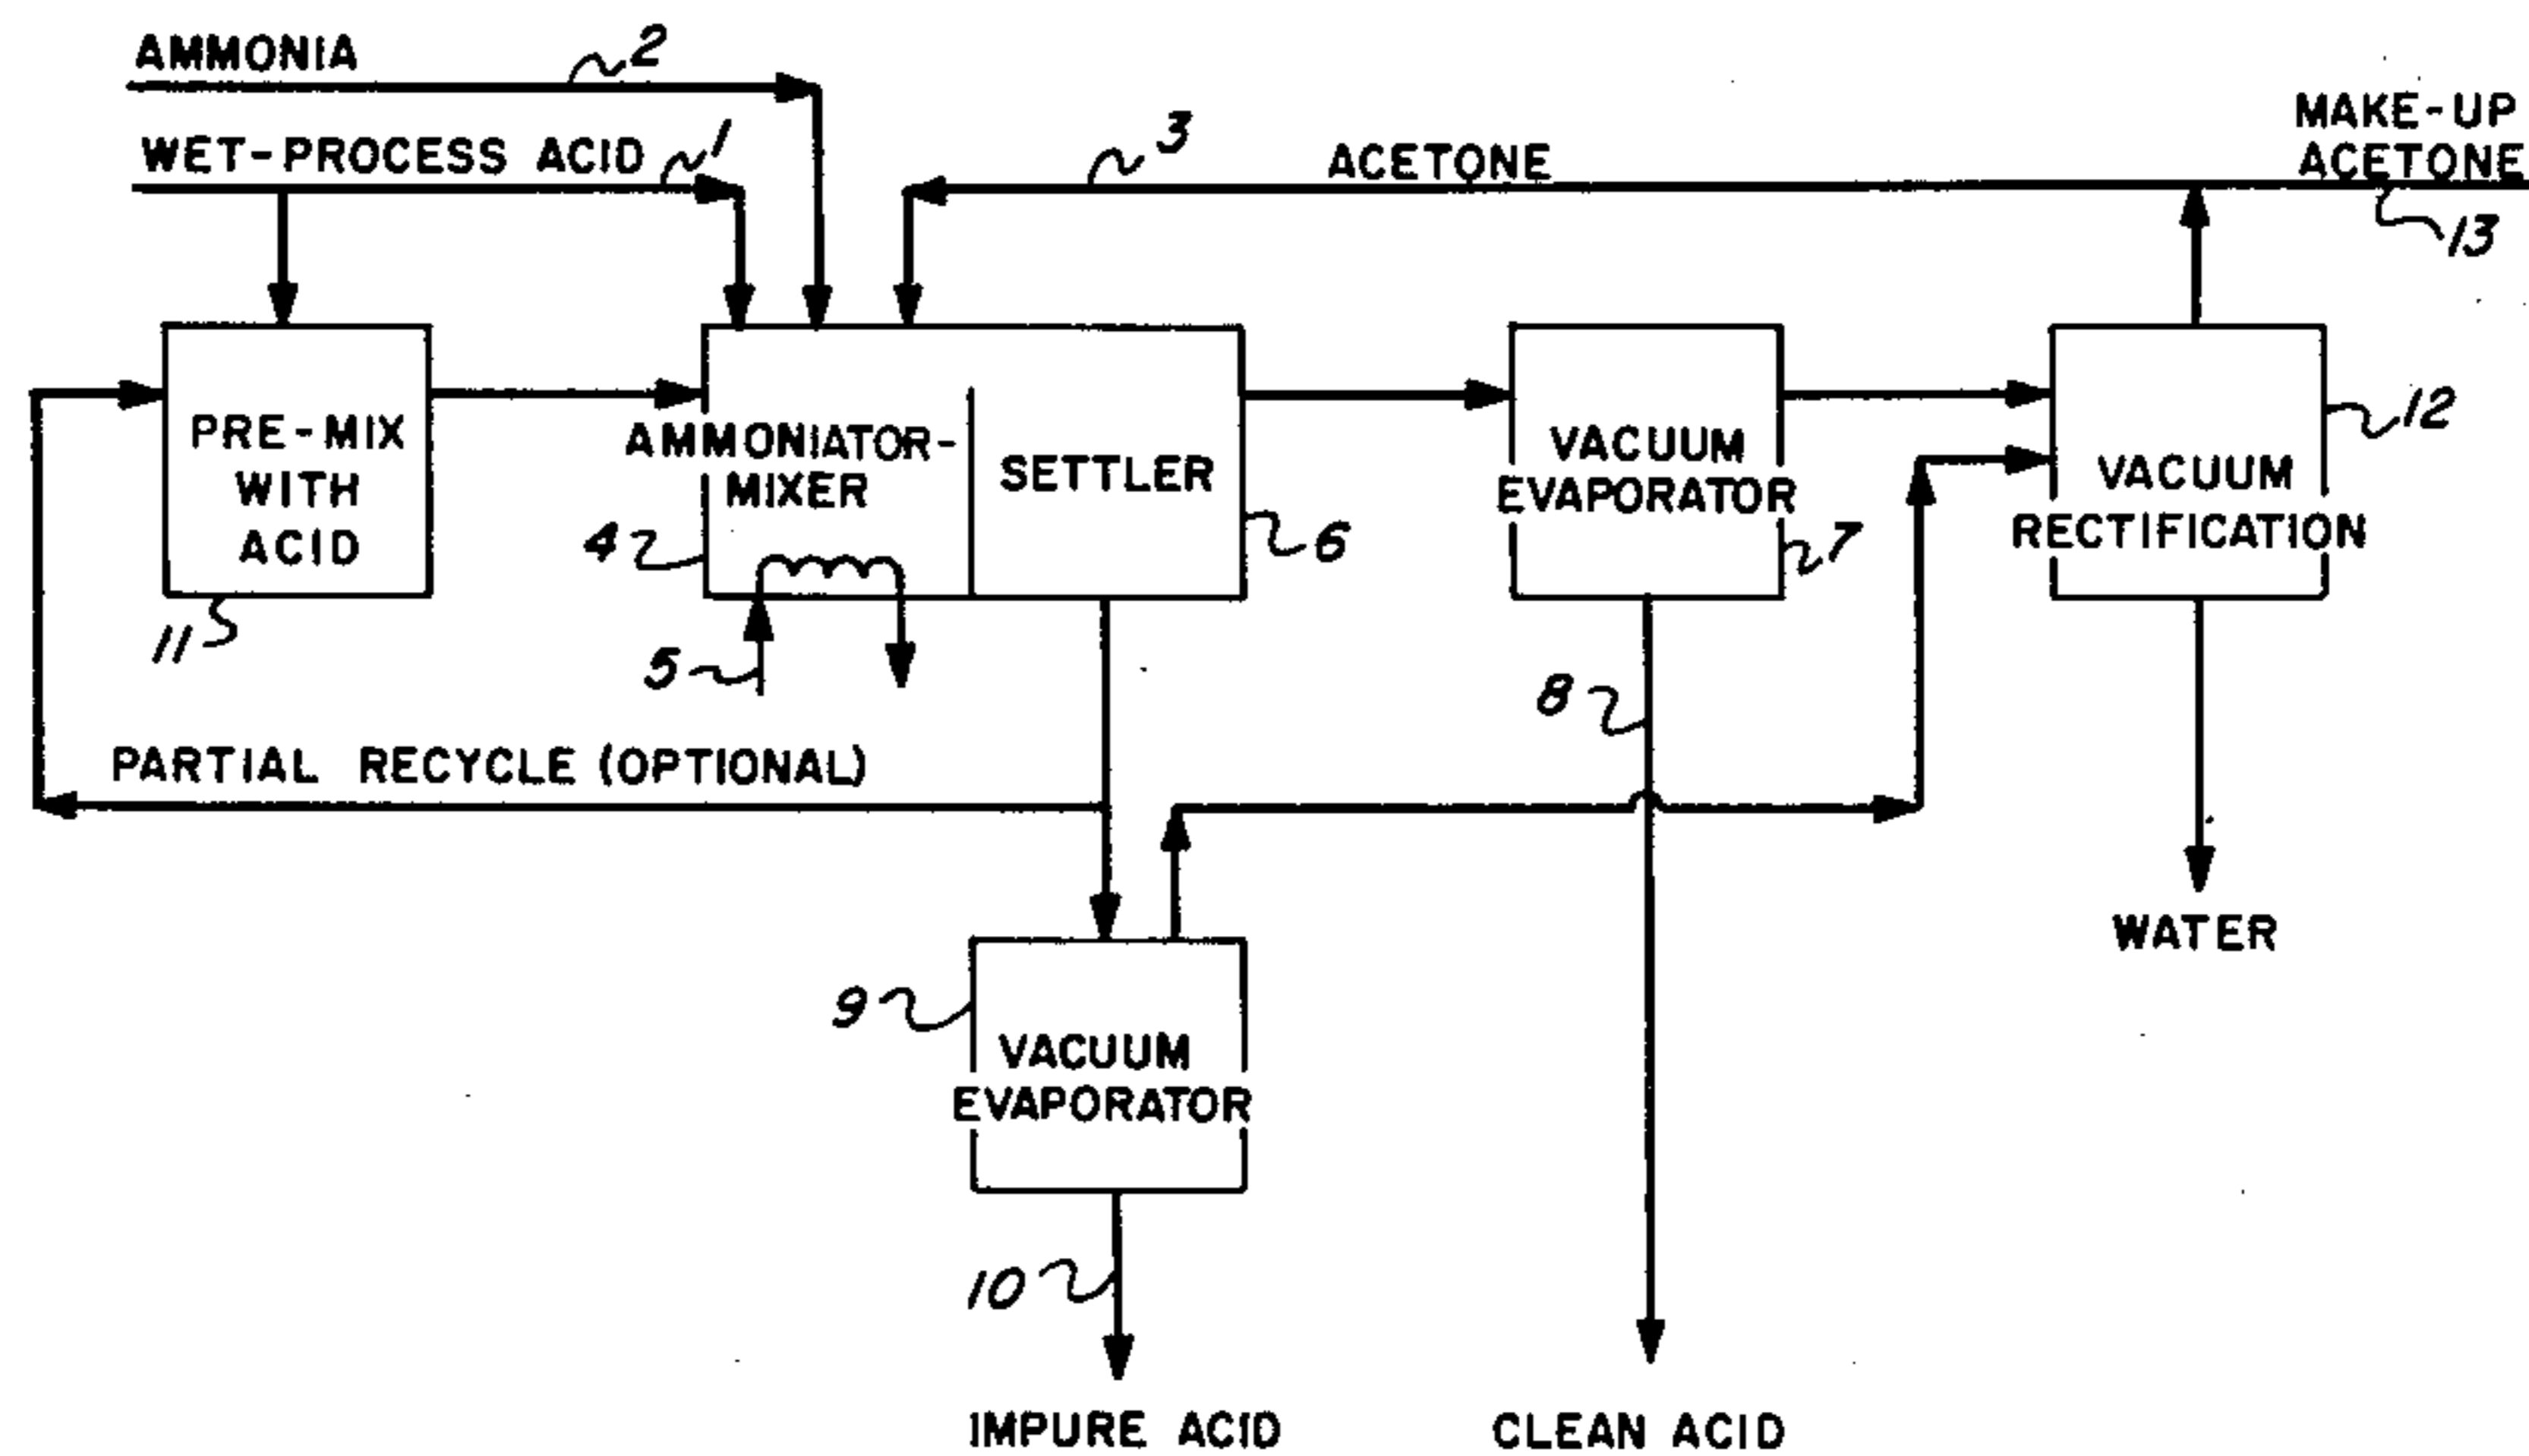 AMMONIA
2
WET-PROCESS ACID
1
3
ACETONE
MAKE-UP
ACETONE
13
PRE-MIX
WITH
ACID
11
AMMONIATOR-
MIXER
4
5
SETTLER
6
VACUUM
EVAPORATOR
7
8
VACUUM
RECTIFICATION
12
PARTIAL RECYCLE (OPTIONAL)
WATER
9
VACUUM
EVAPORATOR
10
IMPURE ACID
CLEAN ACID